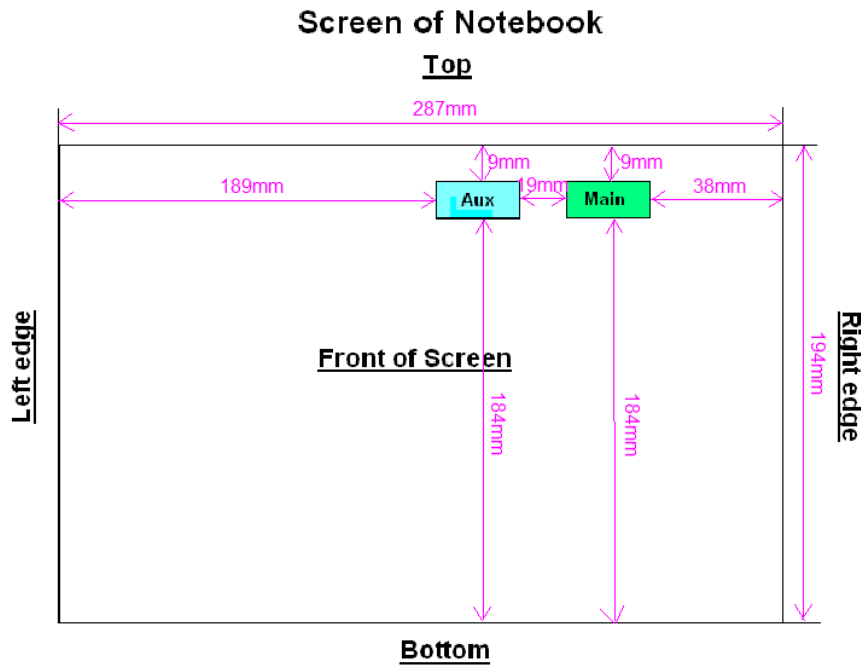 Screen of Notebook
Top
287mm
9mm
9mm
189mm
19mm
38mm
Aux
Main
Left edge
Front of Screen
Right edge
194mm
184mm
184mm
Bottom